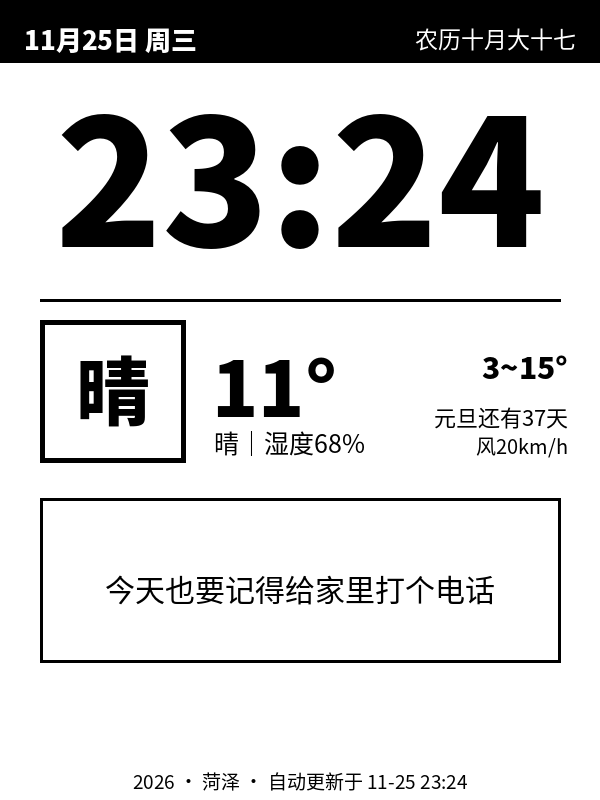 11月25日 周三
农历十月大十七
23:24
晴
11°
晴｜湿度68%
3~15°
元旦还有37天
风20km/h
今天也要记得给家里打个电话
2026 • 菏泽 • 自动更新于 11-25 23:24